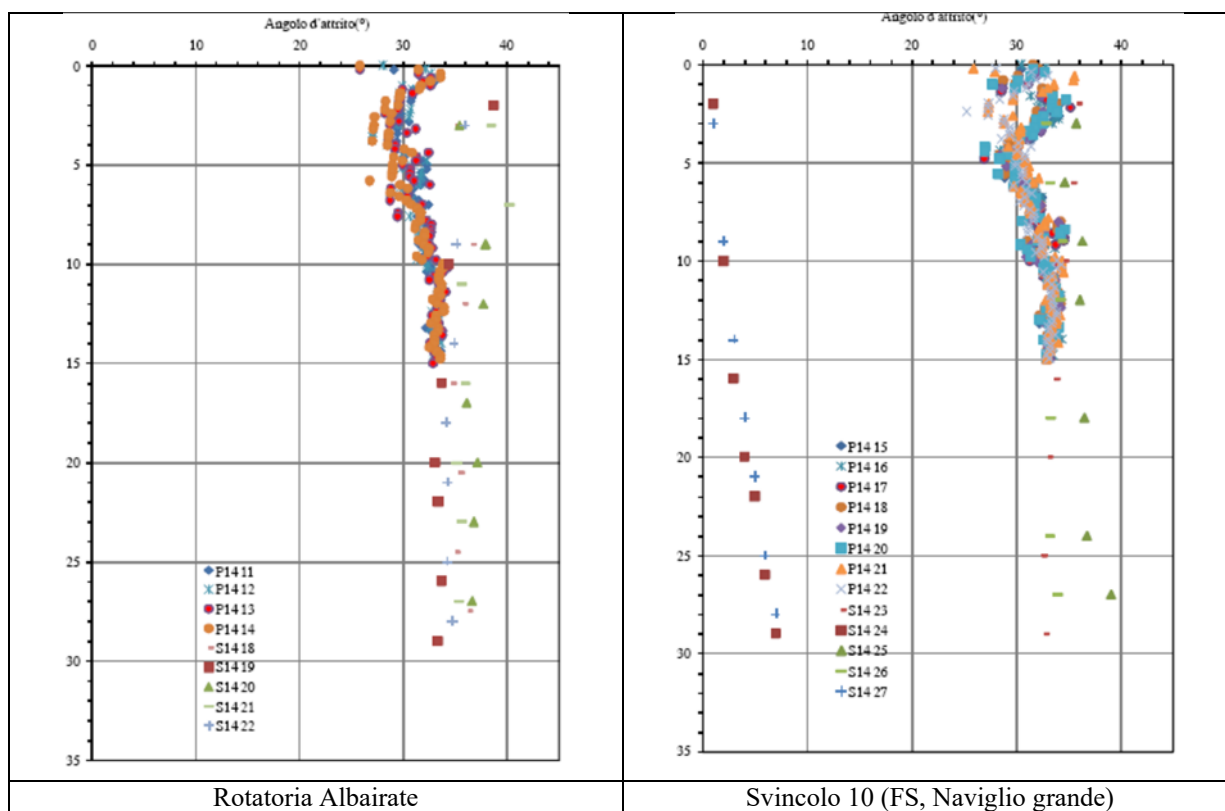 Angolo d'attrito(°)
0 10 20 30 40
0
5
10
15
20
25
30
35
P14 11
P14 12
P14 13
P14 14
S14 18
S14 19
S14 20
S14 21
S14 22
Rotatoria Albairate
Angolo d'attrito(°)
0 10 20 30 40
0
5
10
15
20
25
30
35
P14 15
P14 16
P14 17
P14 18
P14 19
P14 20
P14 21
P14 22
S14 23
S14 24
S14 25
S14 26
S14 27
Svincolo 10 (FS, Naviglio grande)